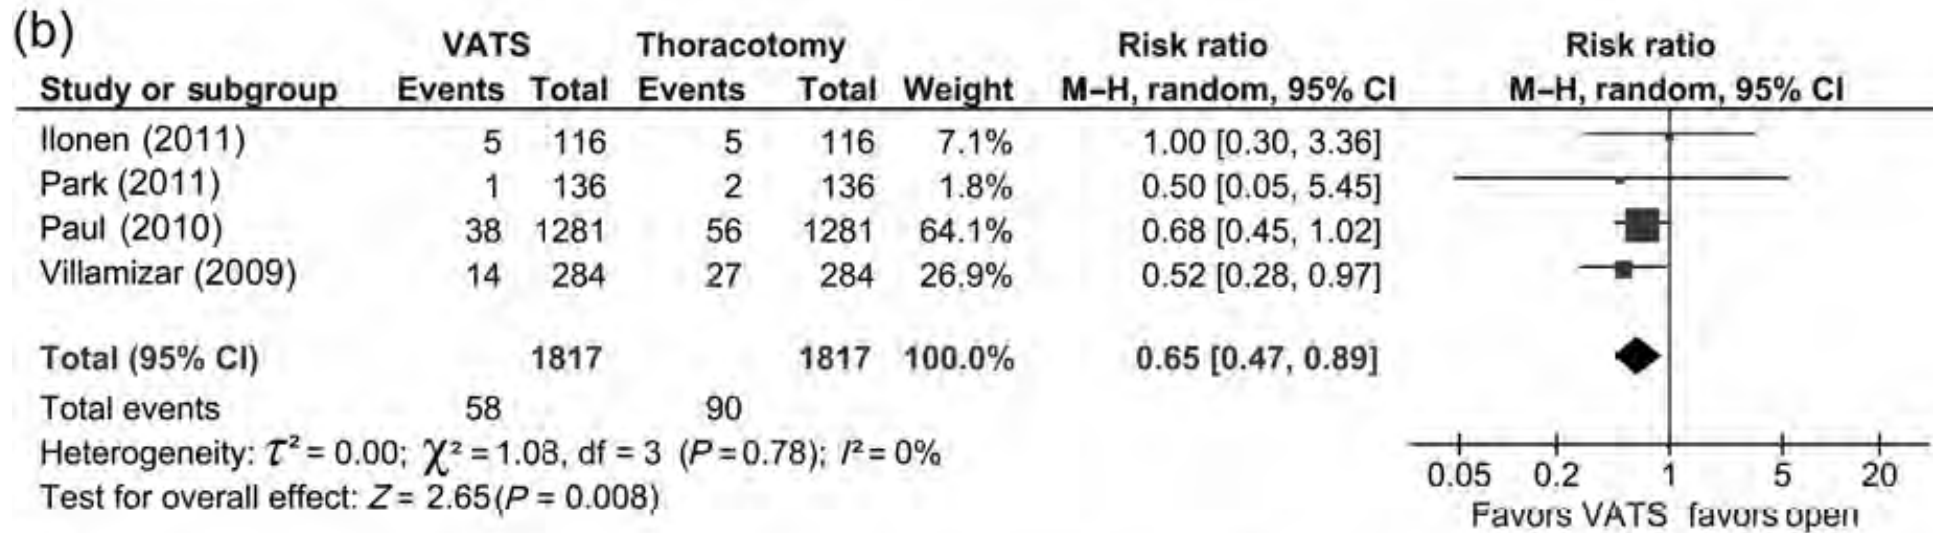 (b)
VATS Thoracotomy Risk ratio Risk ratio
Study or subgroup Events Total Events Total Weight M–H, random, 95% CI M–H, random, 95% CI
Ilonen (2011) 5 116 5 116 7.1% 1.00 [0.30, 3.36]
Park (2011) 1 136 2 136 1.8% 0.50 [0.05, 5.45]
Paul (2010) 38 1281 56 1281 64.1% 0.68 [0.45, 1.02]
Villamizar (2009) 14 284 27 284 26.9% 0.52 [0.28, 0.97]
Total (95% CI) 1817 1817 100.0% 0.65 [0.47, 0.89]
Total events 58 90
Heterogeneity: τ² = 0.00; χ² = 1.08, df = 3 (P = 0.78); I² = 0%
Test for overall effect: Z = 2.65(P = 0.008)
0.05 0.2 1 5 20
Favors VATS favors open